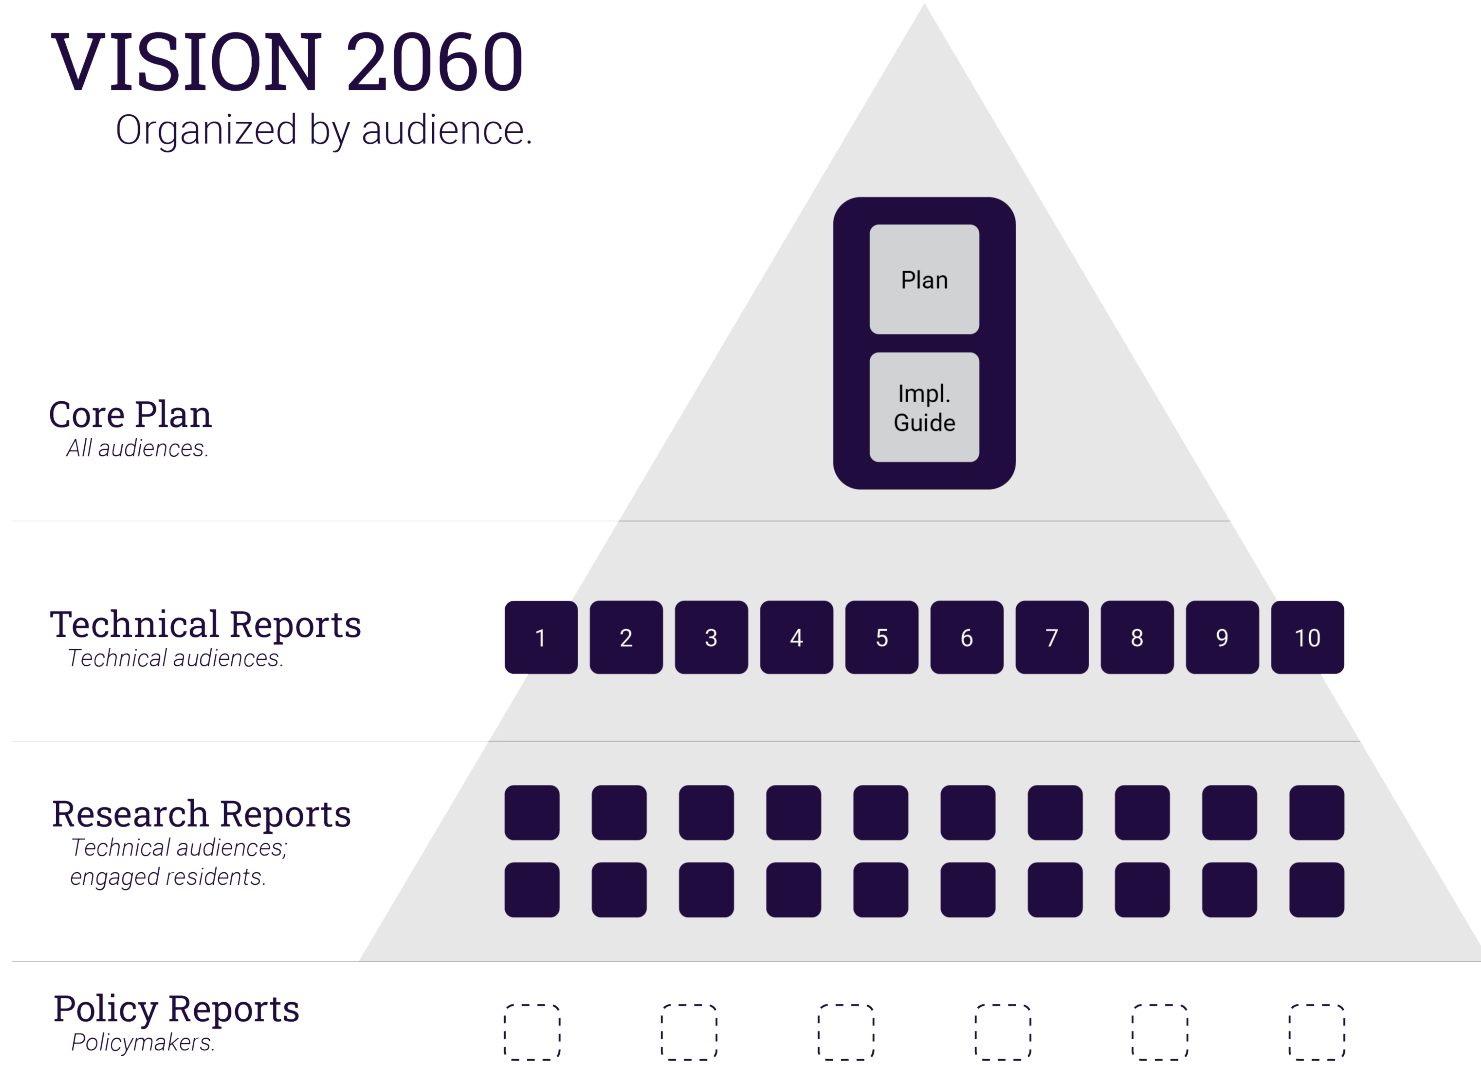 VISION 2060
Organized by audience.
Plan
Impl.
Guide
Core Plan
All audiences.
Technical Reports
Technical audiences.
1 2 3 4 5 6 7 8 9 10
Research Reports
Technical audiences;
engaged residents.
Policy Reports
Policymakers.